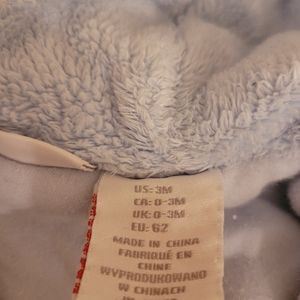 US: 3M
CA: 0-3M
UK: 0-3M
EU: 62
MADE IN CHINA
FABRIQUÉ EN
CHINE
WYPRODUKOWANO
W CHINACH